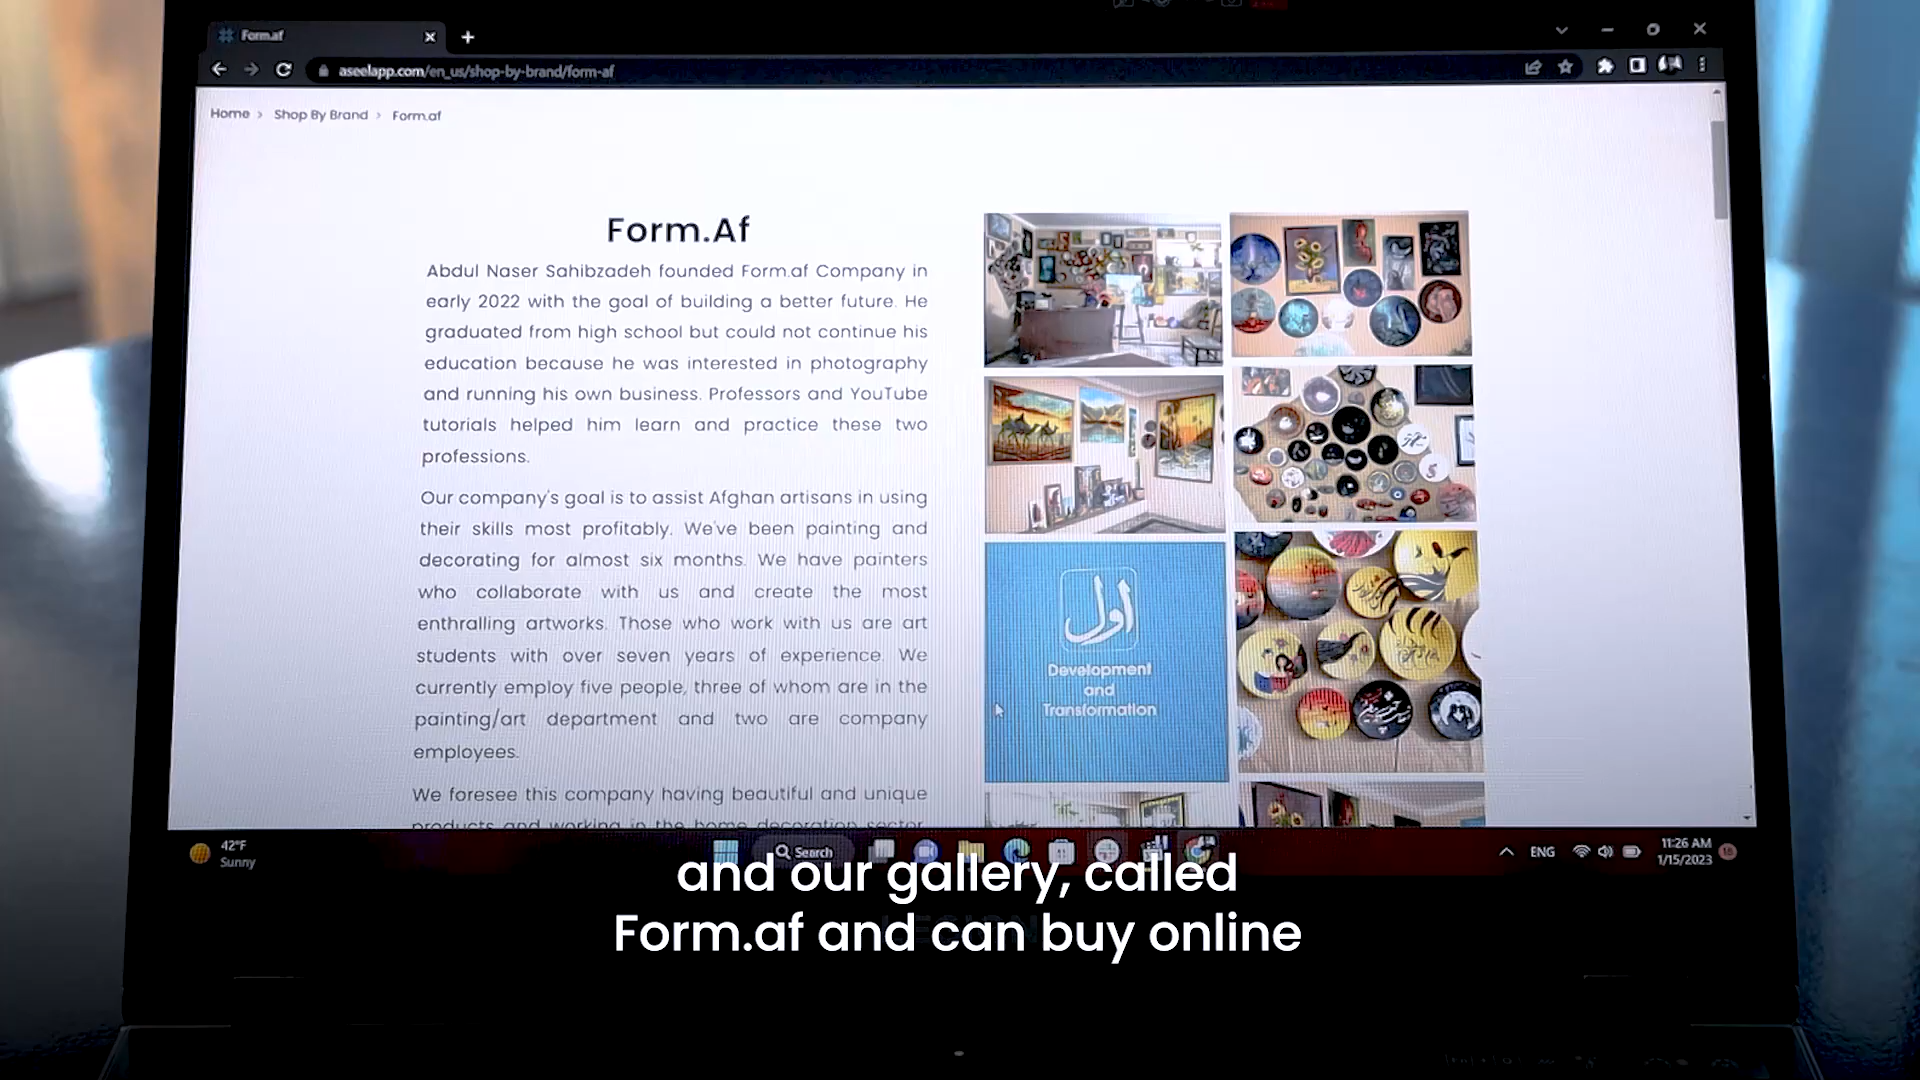 Form.af
aseelapp.com/en_us/shop-by-brand/form-af
Home > Shop By Brand > Form.af
Form.Af
Abdul Naser Sahibzadeh founded Form.af Company in
early 2022 with the goal of building a better future. He
graduated from high school but could not continue his
education because he was interested in photography
and running his own business. Professors and YouTube
tutorials helped him learn and practice these two
professions.
Our company's goal is to assist Afghan artisans in using
their skills most profitably. We've been painting and
decorating for almost six months. We have painters
who collaborate with us and create the most
enthralling artworks. Those who work with us are art
students with over seven years of experience. We
currently employ five people, three of whom are in the
painting/art department and two are company
employees.
We foresee this company having beautiful and unique
products and working in the home decoration sector.
اول
Development
and
Transformation
42°F
Sunny
Search
ENG
11:26 AM
1/15/2023
and our gallery, called
Form.af and can buy online